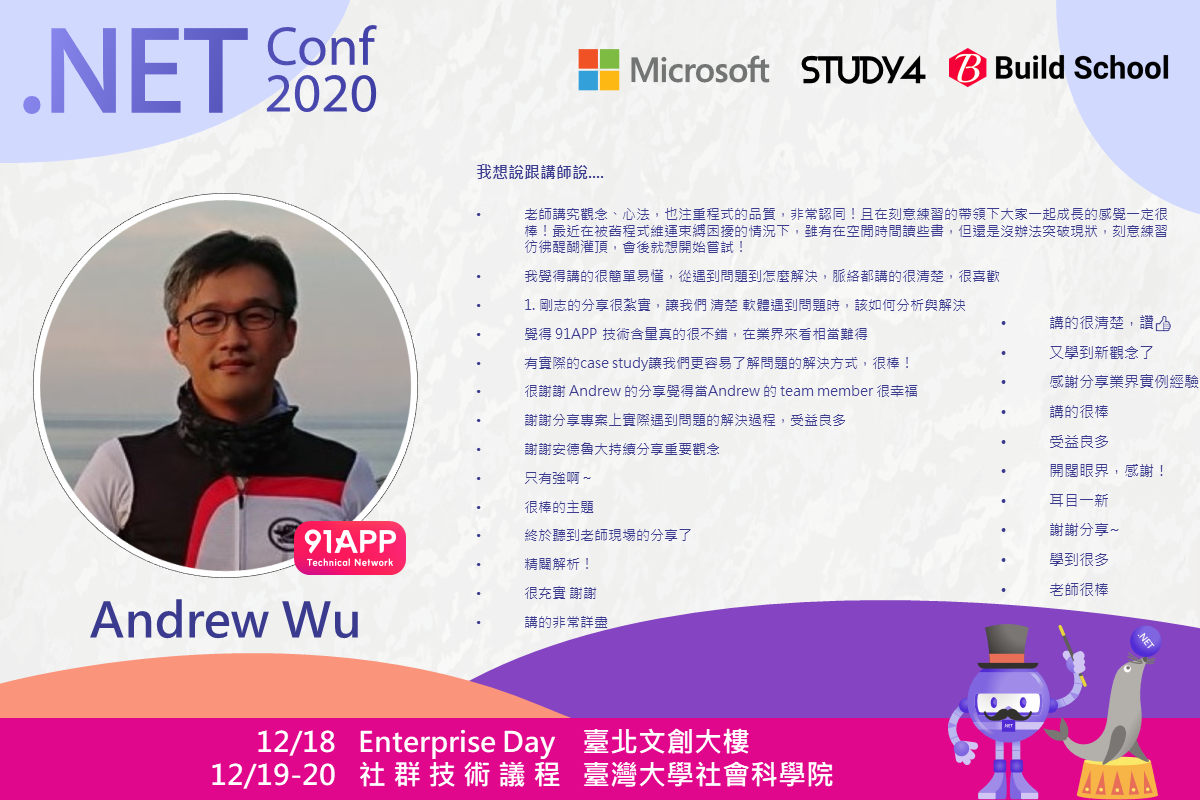 .NET Conf 2020
Microsoft
STUDY4
Build School
我想說跟講師說....
• 老師講究觀念、心法，也注重程式的品質，非常認同！且在刻意練習的帶領下大家一起成長的感覺一定很
棒！最近在被舊程式維運束縛困擾的情況下，雖有在空閒時間讀些書，但還是沒辦法突破現狀，刻意練習
彷彿醍醐灌頂，會後就想開始嘗試！
• 我覺得講的很簡單易懂，從遇到問題到怎麼解決，脈絡都講的很清楚，很喜歡
• 1. 剛志的分享很紮實，讓我們 清楚 軟體遇到問題時，該如何分析與解決
• 覺得 91APP 技術含量真的很不錯，在業界來看相當難得
• 有實際的case study讓我們更容易了解問題的解決方式，很棒！
• 很謝謝 Andrew 的分享覺得當Andrew 的 team member 很幸福
• 謝謝分享專案上實際遇到問題的解決過程，受益良多
• 謝謝安德魯大持續分享重要觀念
• 只有強啊～
• 很棒的主題
• 終於聽到老師現場的分享了
• 精闢解析！
• 很充實 謝謝
• 講的非常詳盡
• 講的很清楚，讚👍
• 又學到新觀念了
• 感謝分享業界實例經驗
• 講的很棒
• 受益良多
• 開闊眼界，感謝！
• 耳目一新
• 謝謝分享~
• 學到很多
• 老師很棒
91APP
Technical Network
Andrew Wu
.NET
.NET
12/18 Enterprise Day 臺北文創大樓
12/19-20 社群技術議程 臺灣大學社會科學院